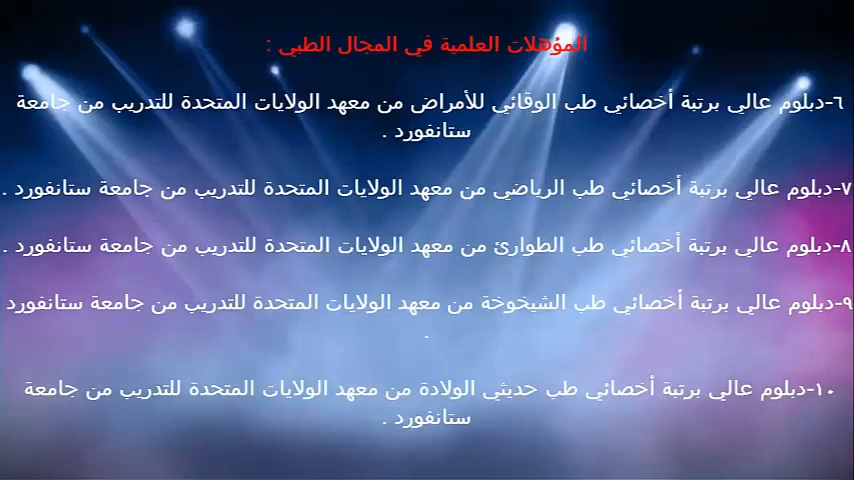 المؤهلات العلمية في المجال الطبي :
٦-دبلوم عالي برتبة أخصائي طب الوقائي للأمراض من معهد الولايات المتحدة للتدريب من جامعة
ستانفورد .
٧-دبلوم عالي برتبة أخصائي طب الرياضي من معهد الولايات المتحدة للتدريب من جامعة ستانفورد .
٨-دبلوم عالي برتبة أخصائي طب الطوارئ من معهد الولايات المتحدة للتدريب من جامعة ستانفورد .
٩-دبلوم عالي برتبة أخصائي طب الشيخوخة من معهد الولايات المتحدة للتدريب من جامعة ستانفورد
.
١٠-دبلوم عالي برتبة أخصائي طب حديثي الولادة من معهد الولايات المتحدة للتدريب من جامعة
ستانفورد .